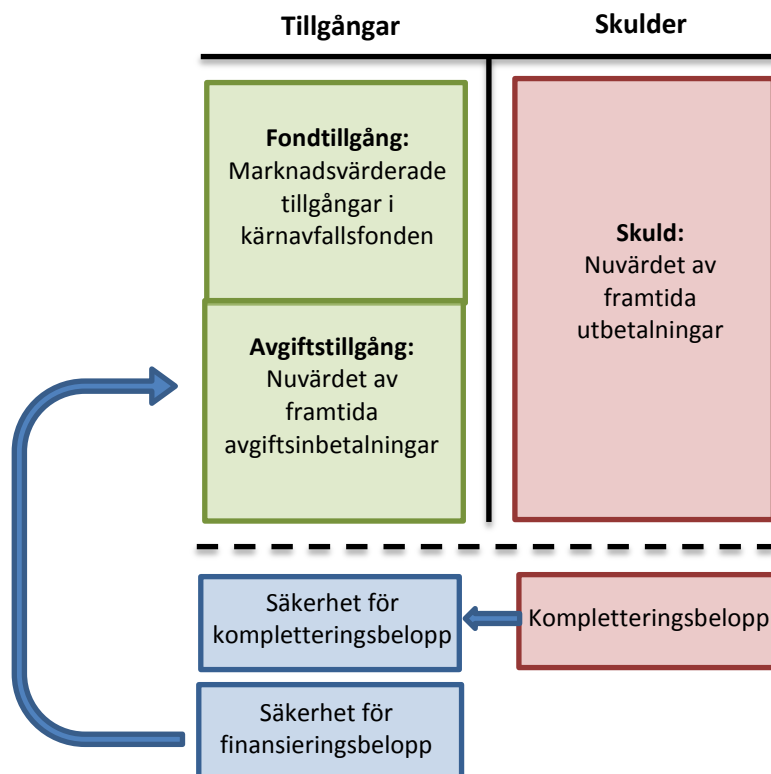 Tillgångar
Skulder
Fondtillgång:
Marknadsvärderade
tillgångar i
kärnavfallsfonden
Avgiftstillgång:
Nuvärdet av
framtida
avgiftsinbetalningar
Skuld:
Nuvärdet av
framtida
utbetalningar
Säkerhet för
kompletteringsbelopp
Kompletteringsbelopp
Säkerhet för
finansieringsbelopp